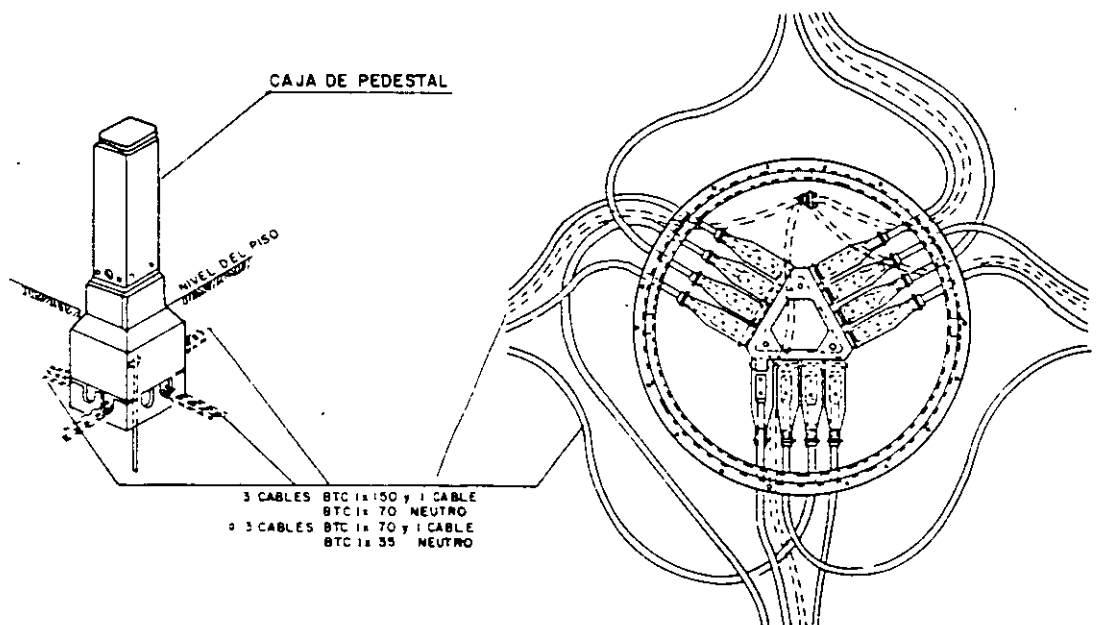 CAJA DE PEDESTAL
NIVEL DEL PISO
3 CABLES BTC 1x 150 y 1 CABLE
BTC 1x 70 NEUTRO
o 3 CABLES BTC 1x 70 y 1 CABLE
BTC 1x 35 NEUTRO